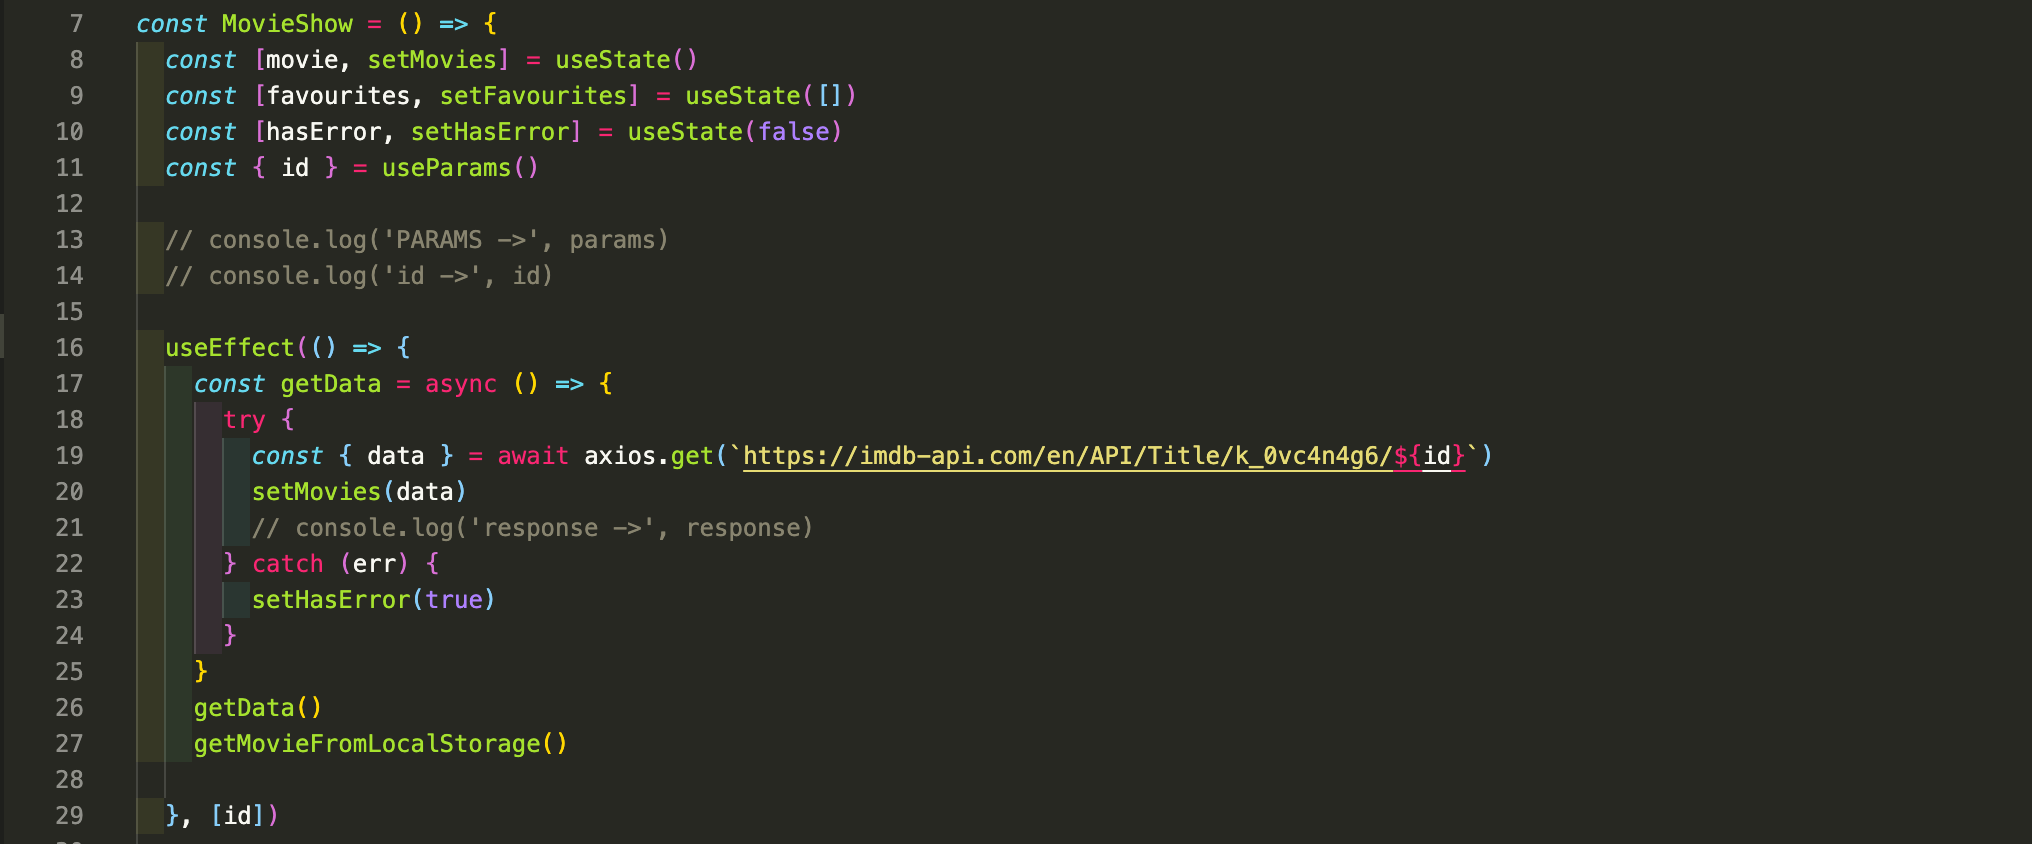 7 const MovieShow = () => {
8 const [movie, setMovies] = useState()
9 const [favourites, setFavourites] = useState([])
10 const [hasError, setHasError] = useState(false)
11 const { id } = useParams()
12
13 // console.log('PARAMS ->', params)
14 // console.log('id ->', id)
15
16 useEffect(() => {
17 const getData = async () => {
18 try {
19 const { data } = await axios.get(`https://imdb-api.com/en/API/Title/k_0vc4n4g6/${id}`)
20 setMovies(data)
21 // console.log('response ->', response)
22 } catch (err) {
23 setHasError(true)
24 }
25 }
26 getData()
27 getMovieFromLocalStorage()
28
29 }, [id])